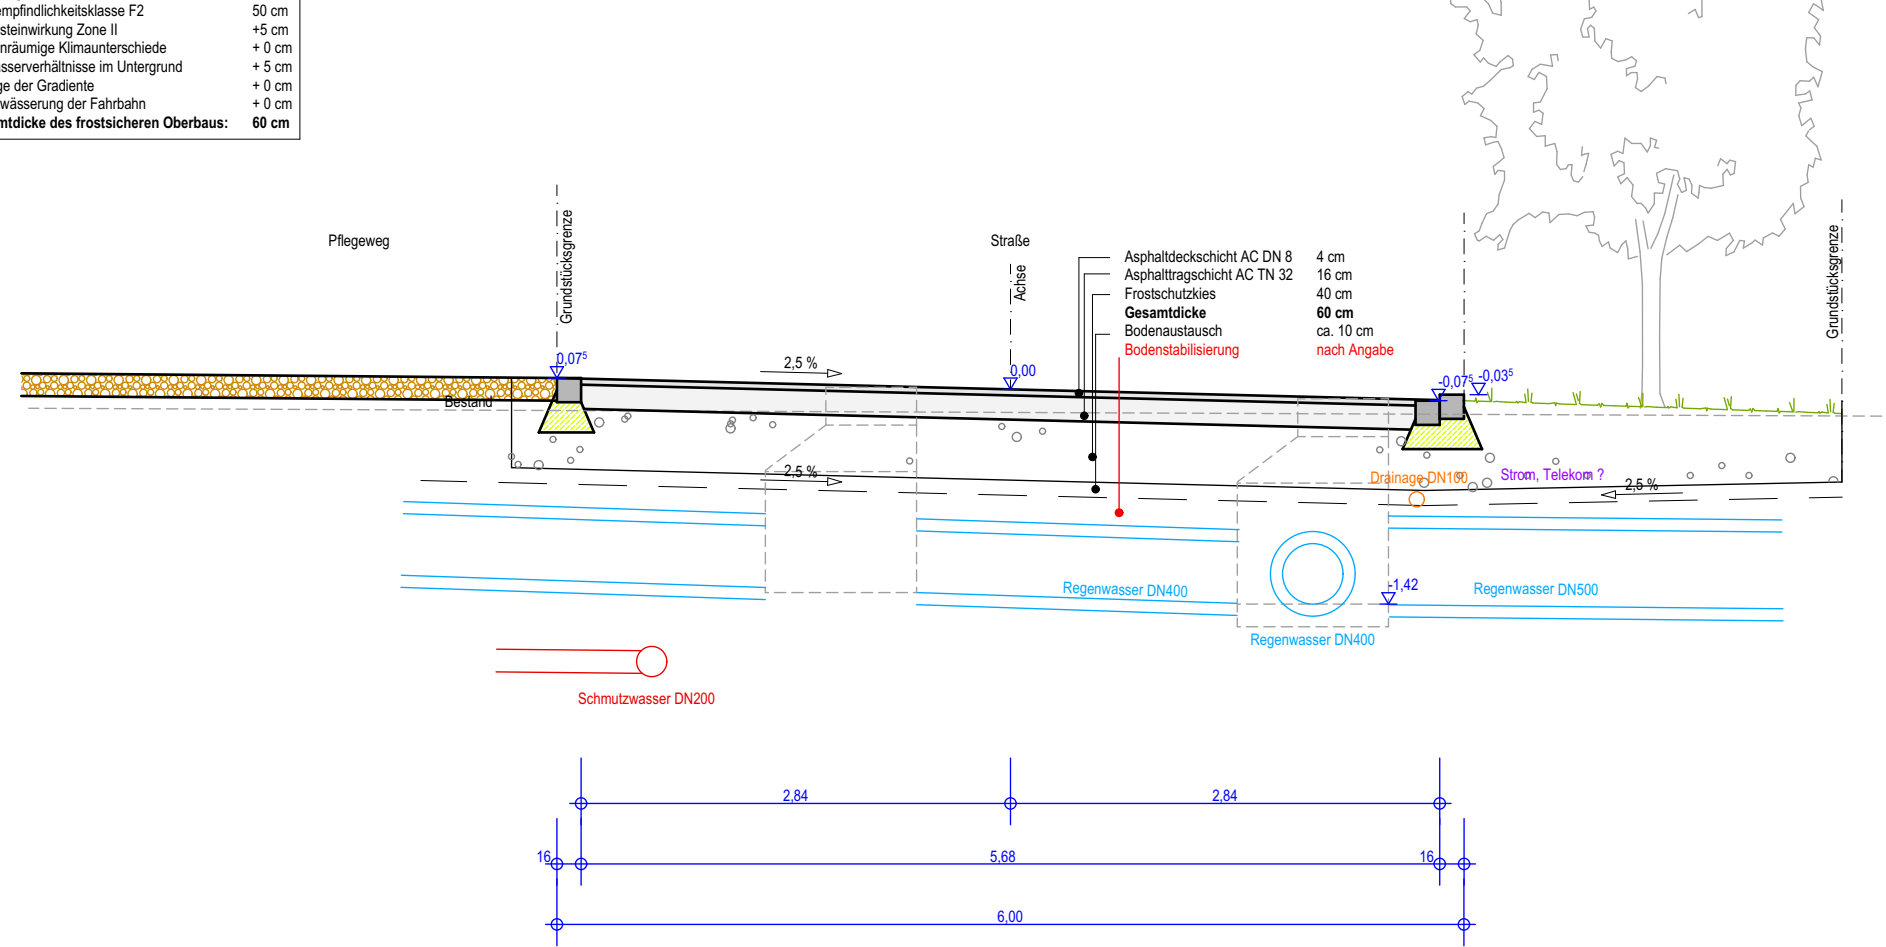 empfindlichkeitsklasse F2 50 cm
steinwirkung Zone II +5 cm
nräumige Klimaunterschiede + 0 cm
asserverhältnisse im Untergrund + 5 cm
ge der Gradiente + 0 cm
wässerung der Fahrbahn + 0 cm
mtdicke des frostsicheren Oberbaus: 60 cm
Pflegeweg
Grundstücksgrenze
Straße
Achse
Asphaltdeckschicht AC DN 8 4 cm
Asphalttragschicht AC TN 32 16 cm
Frostschutzkies 40 cm
Gesamtdicke 60 cm
Bodenaustausch ca. 10 cm
Bodenstabilisierung nach Angabe
Grundstücksgrenze
0,07⁵
2,5 %
0,00
-0,07⁵
-0,03⁵
Bestand
2,5 %
Drainage DN100
Strom, Telekom ?
2,5 %
Regenwasser DN400
-1,42
Regenwasser DN500
Regenwasser DN400
Schmutzwasser DN200
2,84 2,84
16 5,68 16
6,00